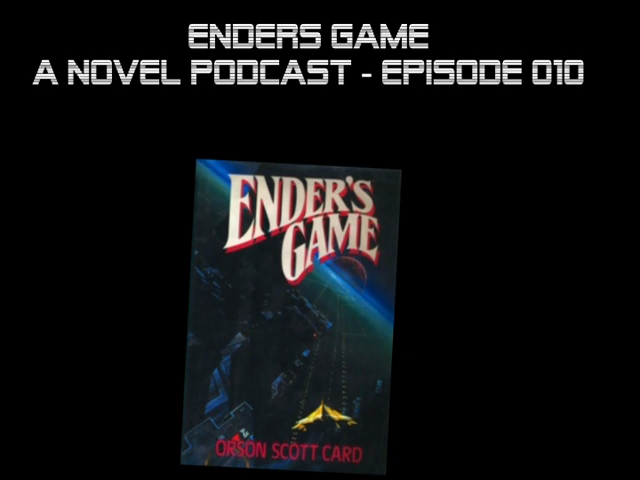 ENDERS GAME
A NOVEL PODCAST - EPISODE 010
ENDER'S
GAME
ORSON SCOTT CARD